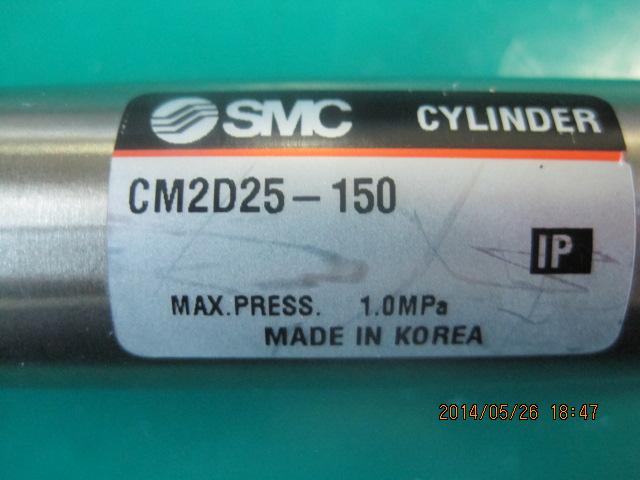 SMC CYLINDER
CM2D25-150
IP
MAX.PRESS. 1.0MPa
MADE IN KOREA
2014/05/26 18:47